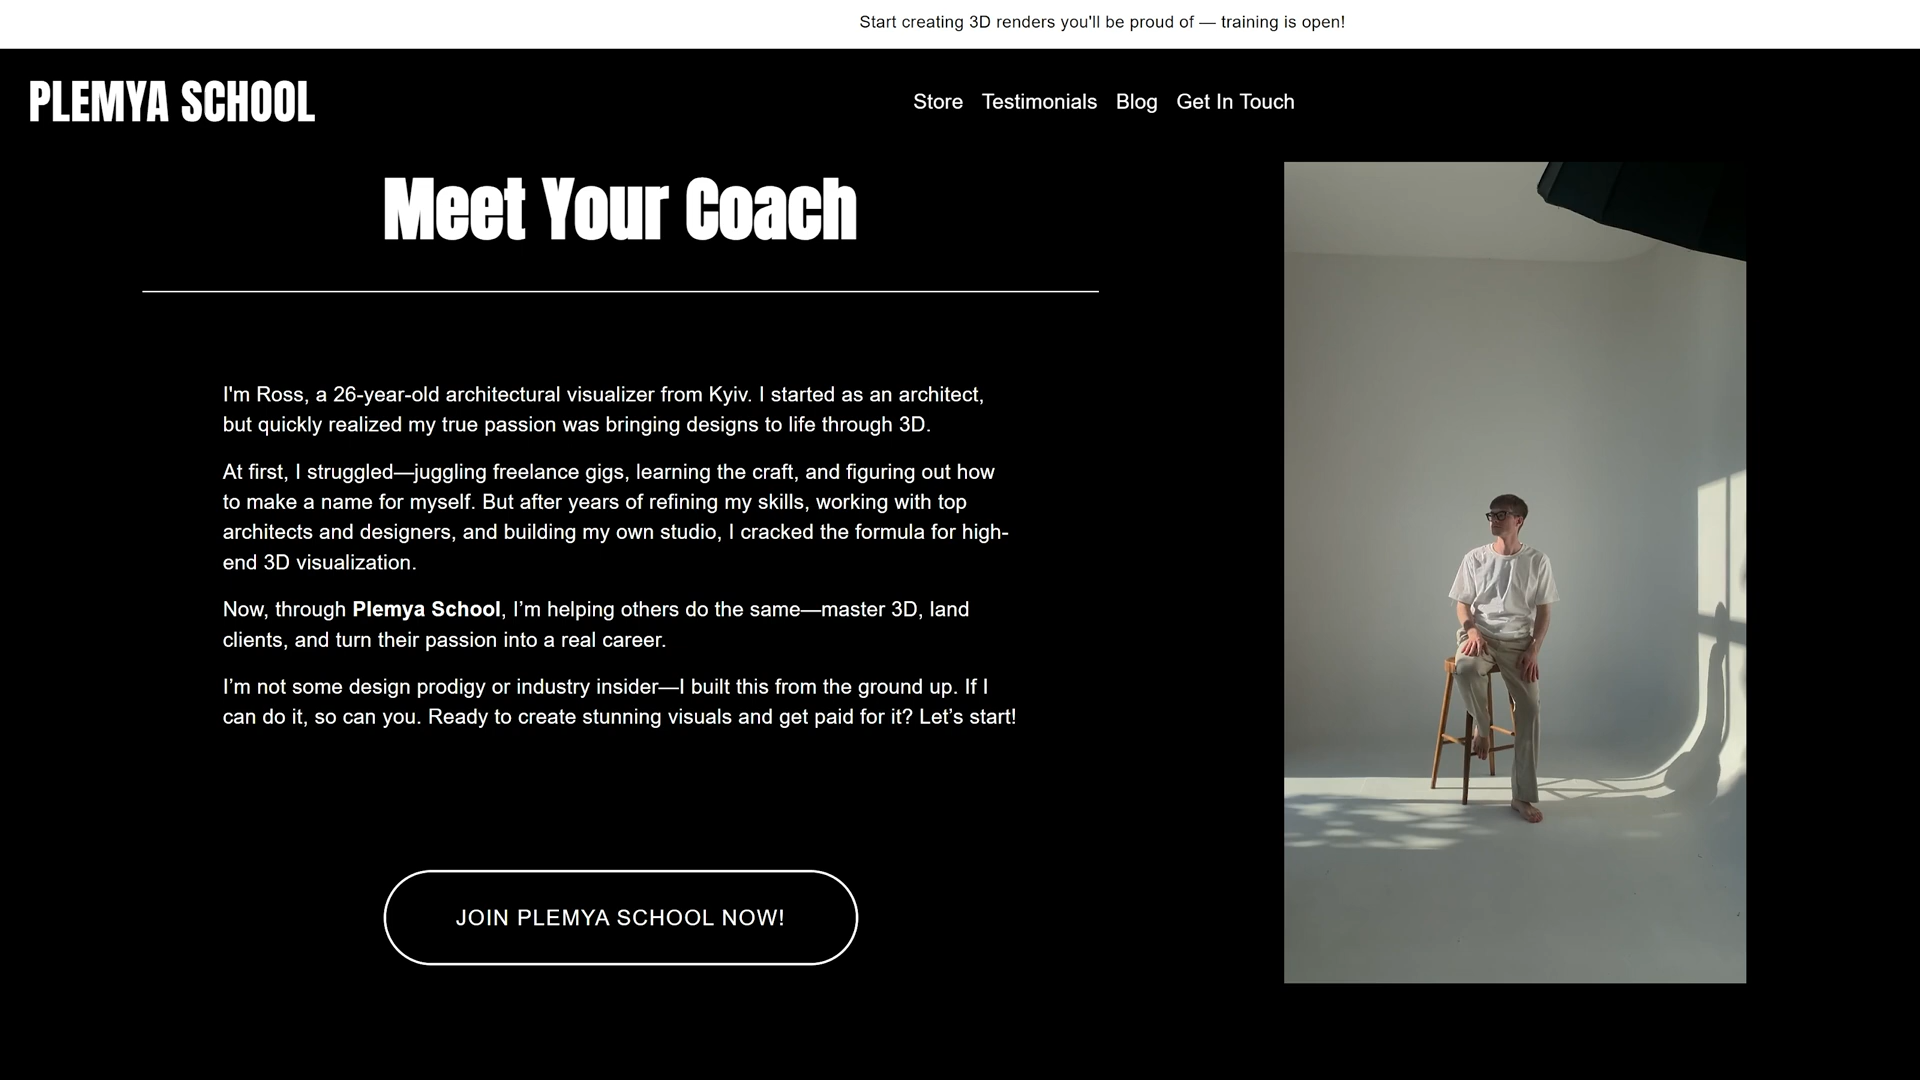 Start creating 3D renders you'll be proud of — training is open!
PLEMYA SCHOOL
Store Testimonials Blog Get In Touch
Meet Your Coach
I'm Ross, a 26-year-old architectural visualizer from Kyiv. I started as an architect,
but quickly realized my true passion was bringing designs to life through 3D.
At first, I struggled—juggling freelance gigs, learning the craft, and figuring out how
to make a name for myself. But after years of refining my skills, working with top
architects and designers, and building my own studio, I cracked the formula for high-
end 3D visualization.
Now, through Plemya School, I’m helping others do the same—master 3D, land
clients, and turn their passion into a real career.
I’m not some design prodigy or industry insider—I built this from the ground up. If I
can do it, so can you. Ready to create stunning visuals and get paid for it? Let’s start!
JOIN PLEMYA SCHOOL NOW!